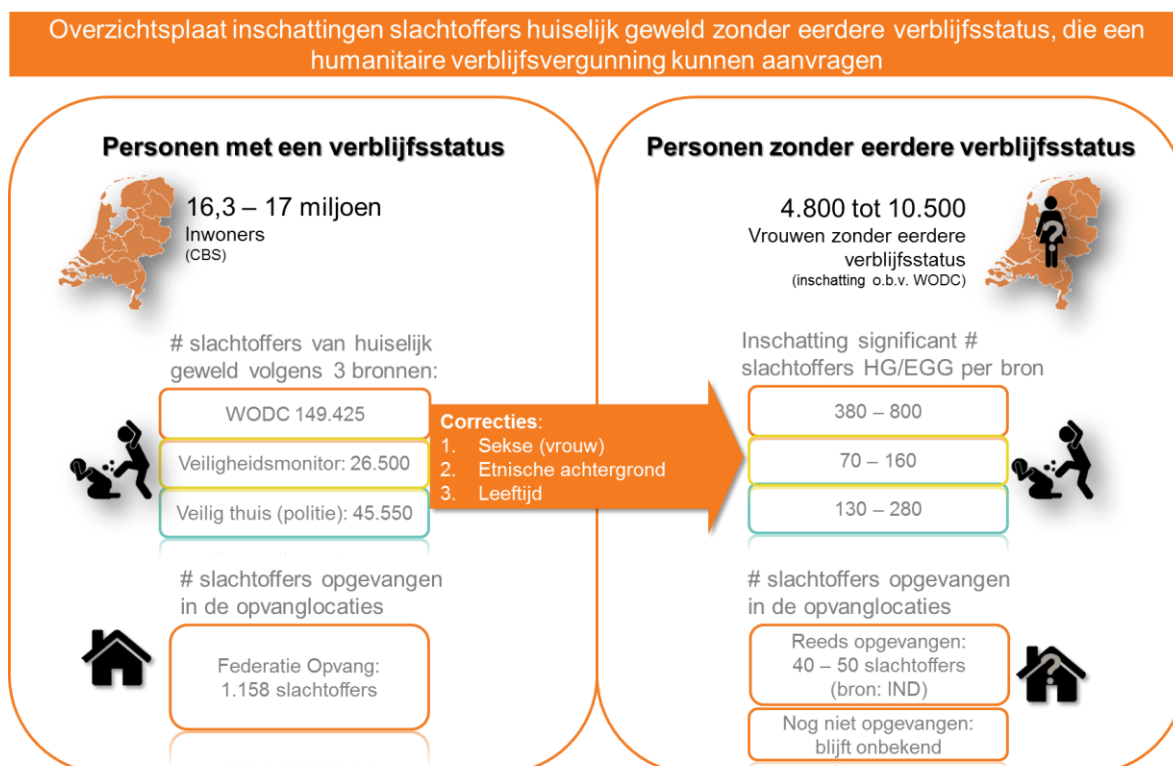 Overzichtsplaat inschattingen slachtoffers huiselijk geweld zonder eerdere verblijfsstatus, die een
humanitaire verblijfsvergunning kunnen aanvragen
Personen met een verblijfsstatus
16,3 – 17 miljoen
Inwoners
(CBS)
# slachtoffers van huiselijk
geweld volgens 3 bronnen:
WODC 149.425
Veiligheidsmonitor: 26.500
Veilig thuis (politie): 45.550
# slachtoffers opgevangen
in de opvanglocaties
Federatie Opvang:
1.158 slachtoffers
Correcties:
1. Sekse (vrouw)
2. Etnische achtergrond
3. Leeftijd
Personen zonder eerdere verblijfsstatus
4.800 tot 10.500
Vrouwen zonder eerdere
verblijfsstatus
(inschatting o.b.v. WODC)
?
Inschatting significant #
slachtoffers HG/EGG per bron
380 – 800
70 – 160
130 – 280
# slachtoffers opgevangen
in de opvanglocaties
Reeds opgevangen:
40 – 50 slachtoffers
(bron: IND)
?
Nog niet opgevangen:
blijft onbekend